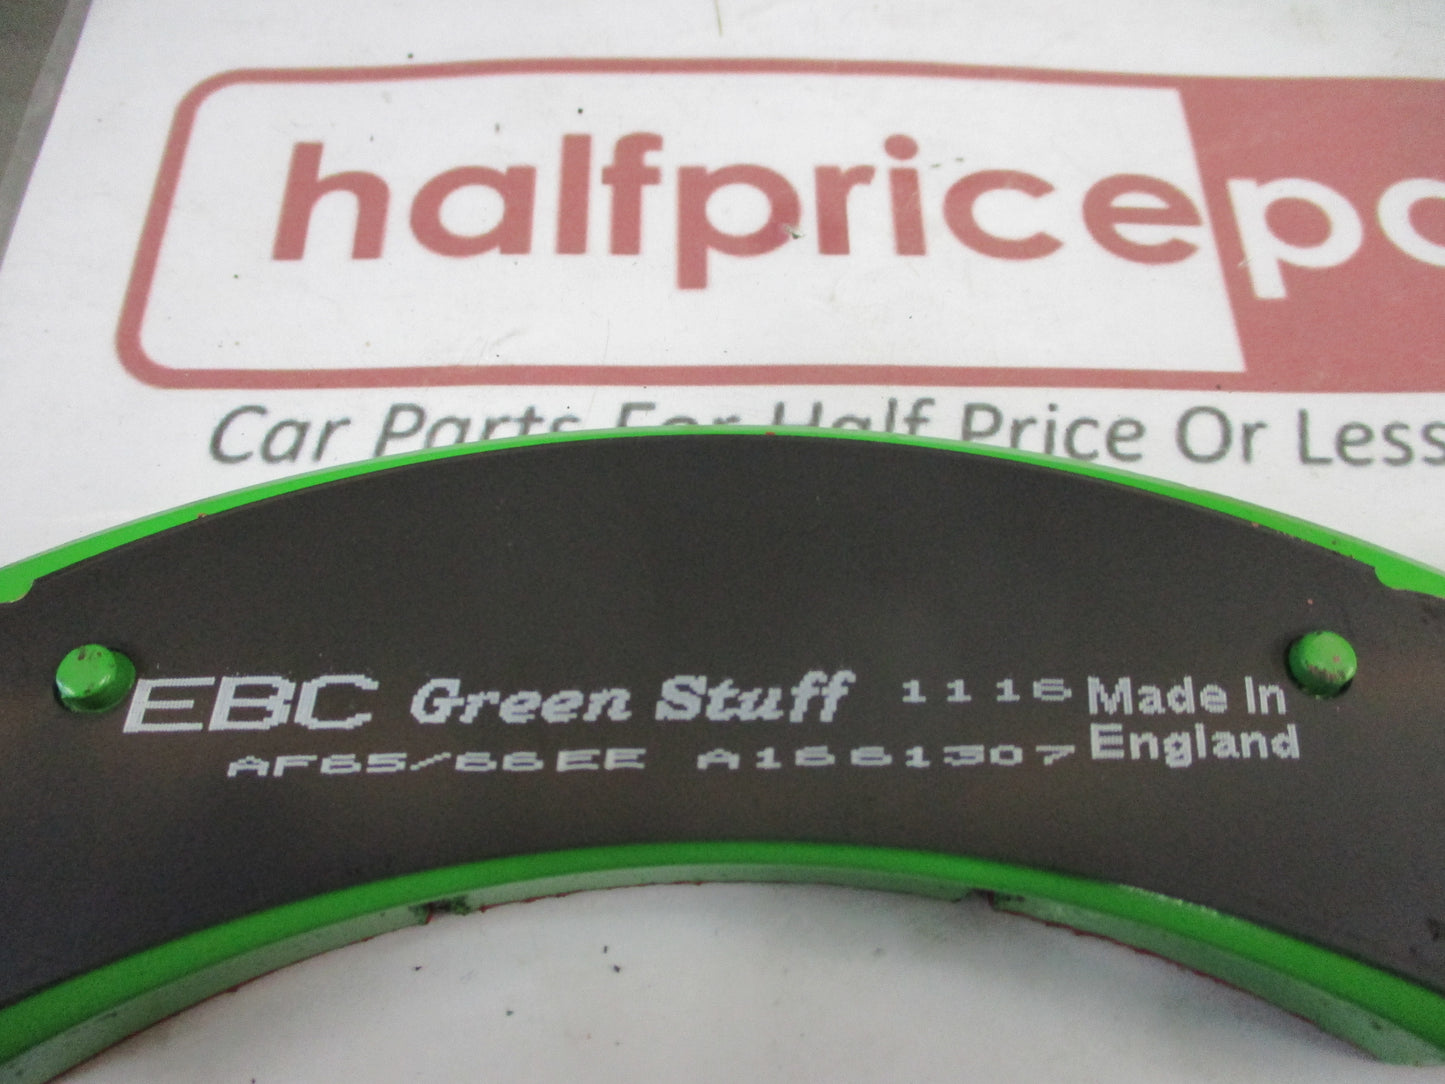 halfpricepa
Car Parts For Half Price Or Less
EBC Green Stuff 1116 Made In
AF65/66EE A1661307 England